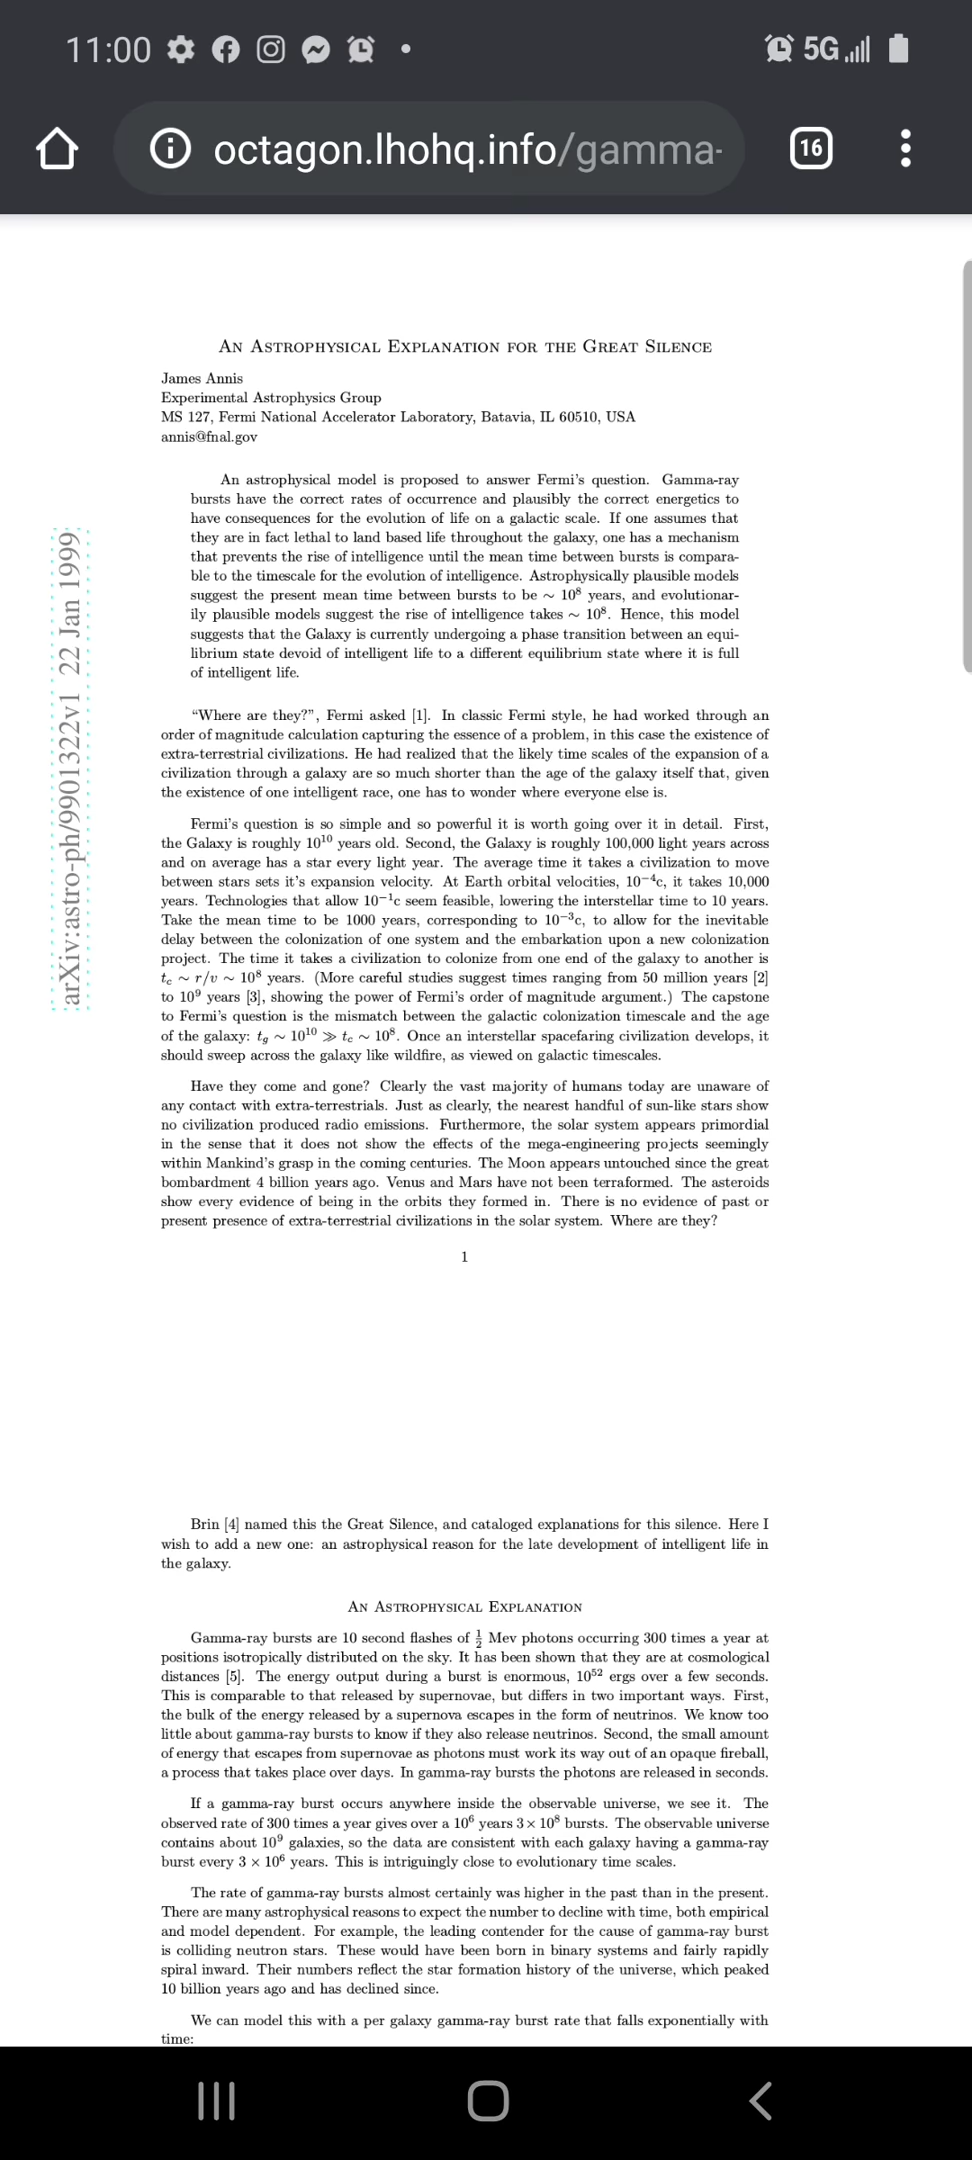 11:00
5G
octagon.lhohq.info/gamma-
16
AN ASTROPHYSICAL EXPLANATION FOR THE GREAT SILENCE
James Annis
Experimental Astrophysics Group
MS 127, Fermi National Accelerator Laboratory, Batavia, IL 60510, USA
annis@fnal.gov
An astrophysical model is proposed to answer Fermi's question. Gamma-ray
bursts have the correct rates of occurrence and plausibly the correct energetics to
have consequences for the evolution of life on a galactic scale. If one assumes that
they are in fact lethal to land based life throughout the galaxy, one has a mechanism
that prevents the rise of intelligence until the mean time between bursts is compara-
ble to the timescale for the evolution of intelligence. Astrophysically plausible models
suggest the present mean time between bursts to be ∼ 10⁸ years, and evolutionar-
ily plausible models suggest the rise of intelligence takes ∼ 10⁸. Hence, this model
suggests that the Galaxy is currently undergoing a phase transition between an equi-
librium state devoid of intelligent life to a different equilibrium state where it is full
of intelligent life.
arXiv:astro-ph/9901322v1 22 Jan 1999
"Where are they?", Fermi asked [1]. In classic Fermi style, he had worked through an
order of magnitude calculation capturing the essence of a problem, in this case the existence of
extra-terrestrial civilizations. He had realized that the likely time scales of the expansion of a
civilization through a galaxy are so much shorter than the age of the galaxy itself that, given
the existence of one intelligent race, one has to wonder where everyone else is.
Fermi's question is so simple and so powerful it is worth going over it in detail. First,
the Galaxy is roughly 10¹⁰ years old. Second, the Galaxy is roughly 100,000 light years across
and on average has a star every light year. The average time it takes a civilization to move
between stars sets it's expansion velocity. At Earth orbital velocities, 10⁻⁴c, it takes 10,000
years. Technologies that allow 10⁻¹c seem feasible, lowering the interstellar time to 10 years.
Take the mean time to be 1000 years, corresponding to 10⁻³c, to allow for the inevitable
delay between the colonization of one system and the embarkation upon a new colonization
project. The time it takes a civilization to colonize from one end of the galaxy to another is
t_c ∼ r/v ∼ 10⁸ years. (More careful studies suggest times ranging from 50 million years [2]
to 10⁹ years [3], showing the power of Fermi's order of magnitude argument.) The capstone
to Fermi's question is the mismatch between the galactic colonization timescale and the age
of the galaxy: t_g ∼ 10¹⁰ ≫ t_c ∼ 10⁸. Once an interstellar spacefaring civilization develops, it
should sweep across the galaxy like wildfire, as viewed on galactic timescales.
Have they come and gone? Clearly the vast majority of humans today are unaware of
any contact with extra-terrestrials. Just as clearly, the nearest handful of sun-like stars show
no civilization produced radio emissions. Furthermore, the solar system appears primordial
in the sense that it does not show the effects of the mega-engineering projects seemingly
within Mankind's grasp in the coming centuries. The Moon appears untouched since the great
bombardment 4 billion years ago. Venus and Mars have not been terraformed. The asteroids
show every evidence of being in the orbits they formed in. There is no evidence of past or
present presence of extra-terrestrial civilizations in the solar system. Where are they?
1
Brin [4] named this the Great Silence, and cataloged explanations for this silence. Here I
wish to add a new one: an astrophysical reason for the late development of intelligent life in
the galaxy.
AN ASTROPHYSICAL EXPLANATION
Gamma-ray bursts are 10 second flashes of ½ Mev photons occurring 300 times a year at
positions isotropically distributed on the sky. It has been shown that they are at cosmological
distances [5]. The energy output during a burst is enormous, 10⁵² ergs over a few seconds.
This is comparable to that released by supernovae, but differs in two important ways. First,
the bulk of the energy released by a supernova escapes in the form of neutrinos. We know too
little about gamma-ray bursts to know if they also release neutrinos. Second, the small amount
of energy that escapes from supernovae as photons must work its way out of an opaque fireball,
a process that takes place over days. In gamma-ray bursts the photons are released in seconds.
If a gamma-ray burst occurs anywhere inside the observable universe, we see it. The
observed rate of 300 times a year gives over a 10⁶ years 3 × 10⁸ bursts. The observable universe
contains about 10⁹ galaxies, so the data are consistent with each galaxy having a gamma-ray
burst every 3 × 10⁶ years. This is intriguingly close to evolutionary time scales.
The rate of gamma-ray bursts almost certainly was higher in the past than in the present.
There are many astrophysical reasons to expect the number to decline with time, both empirical
and model dependent. For example, the leading contender for the cause of gamma-ray burst
is colliding neutron stars. These would have been born in binary systems and fairly rapidly
spiral inward. Their numbers reflect the star formation history of the universe, which peaked
10 billion years ago and has declined since.
We can model this with a per galaxy gamma-ray burst rate that falls exponentially with
time: